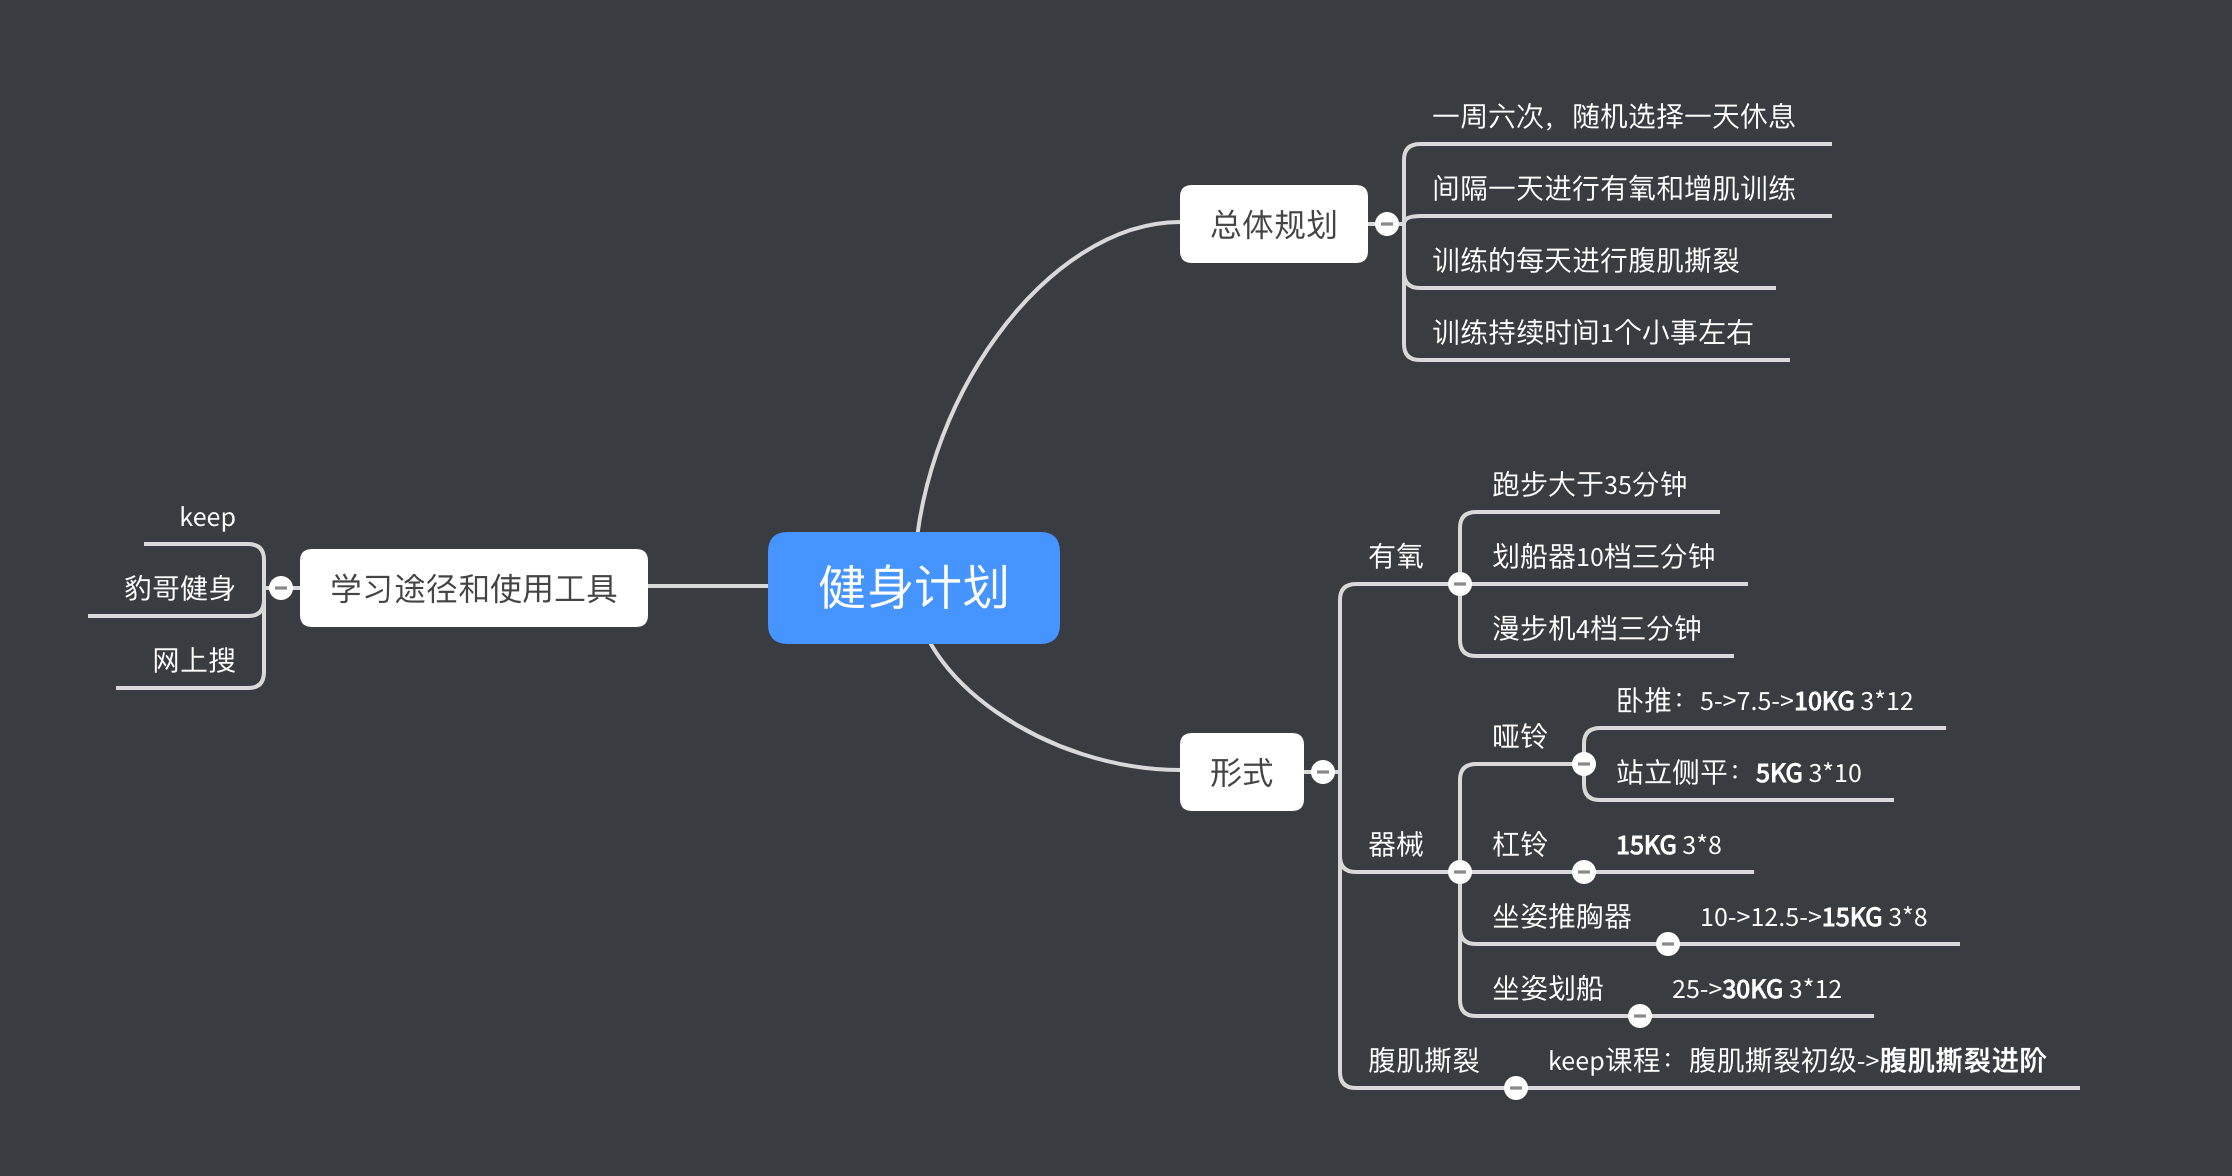 健身计划
总体规划
一周六次，随机选择一天休息
间隔一天进行有氧和增肌训练
训练的每天进行腹肌撕裂
训练持续时间1个小事左右
形式
有氧
跑步大于35分钟
划船器10档三分钟
漫步机4档三分钟
器械
哑铃
卧推：5->7.5->10KG 3*12
站立侧平：5KG 3*10
杠铃
15KG 3*8
坐姿推胸器
10->12.5->15KG 3*8
坐姿划船
25->30KG 3*12
腹肌撕裂
keep课程：腹肌撕裂初级->腹肌撕裂进阶
学习途径和使用工具
keep
豹哥健身
网上搜